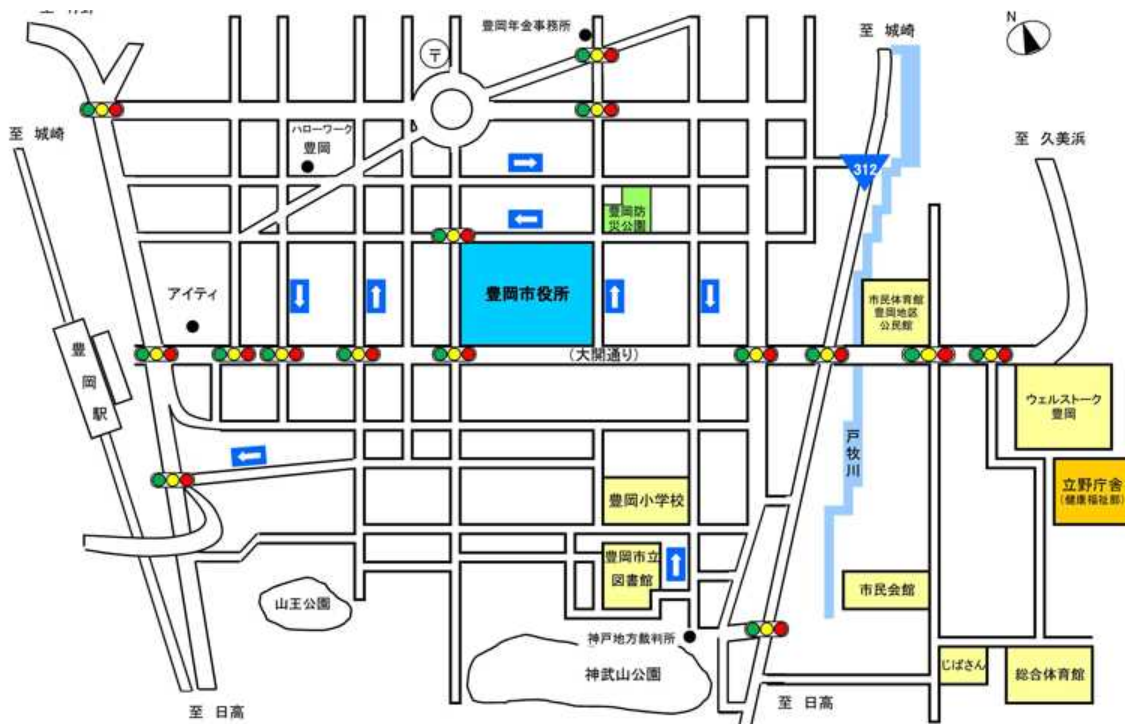 豊岡年金事務所
N
至 城崎
〒
至 城崎
ハローワーク
豊岡
至 久美浜
312
豊岡防
災公園
アイティ
豊岡市役所
市民体育館
豊岡地区
公民館
(大開通り)
豊岡駅
ウェルストーク
豊岡
戸牧川
立野庁舎
(健康福祉部)
豊岡小学校
豊岡市立
図書館
市民会館
山王公園
神戸地方裁判所
神武山公園
じばさん
総合体育館
至 日高
至 日高